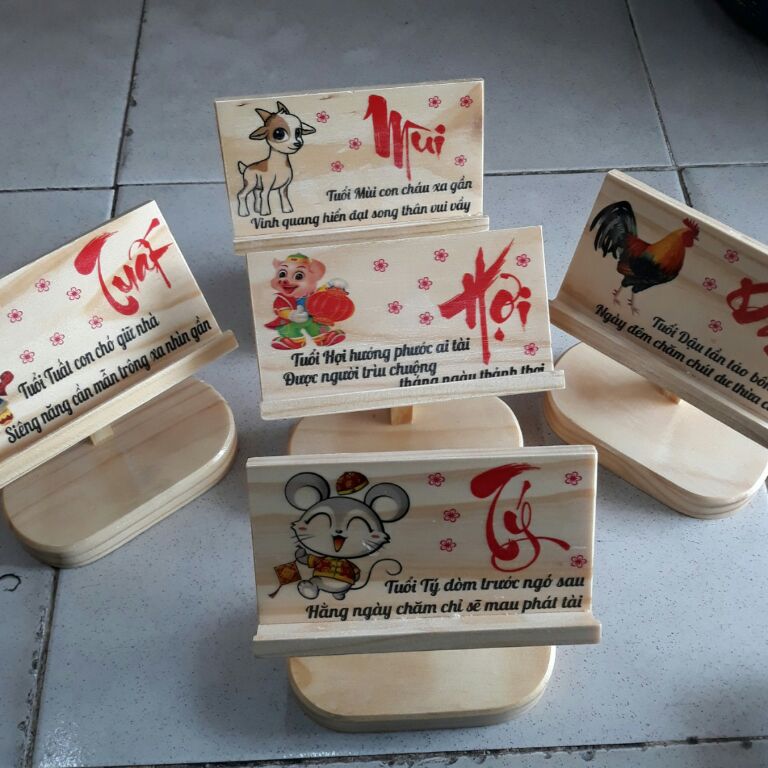 Mùi
Tuổi Mùi con cháu xa gần
Vinh quang hiển đạt song thân vui vầy
Tuất
Tuổi Tuất con chó giữ nhà
Siêng năng cần mẫn trông xa nhìn gần
Hợi
Tuổi Hợi hướng phước ai tài
Được người trìu chuộng
tháng ngày thảnh thơi
Tuổi Dậu tần tảo
Ngày đêm chăm chút dư thừa
Tý
Tuổi Tý dòm trước ngó sau
Hằng ngày chăm chỉ sẽ mau phát tài